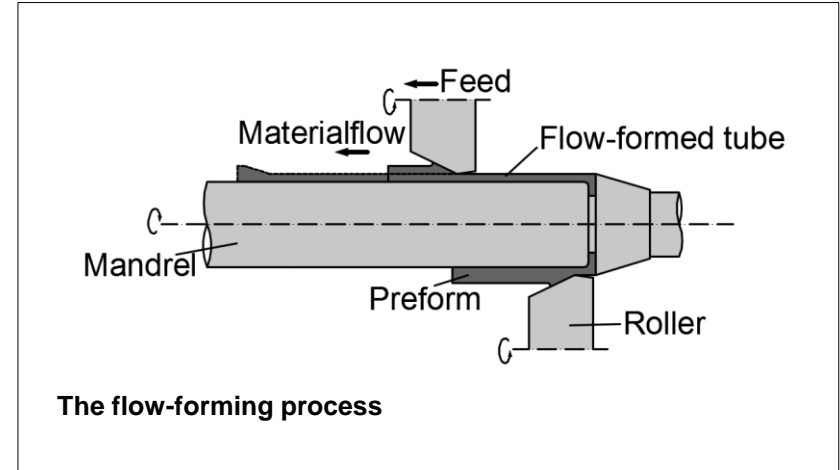 Feed
Materialflow
Flow-formed tube
Mandrel
Preform
Roller
The flow-forming process